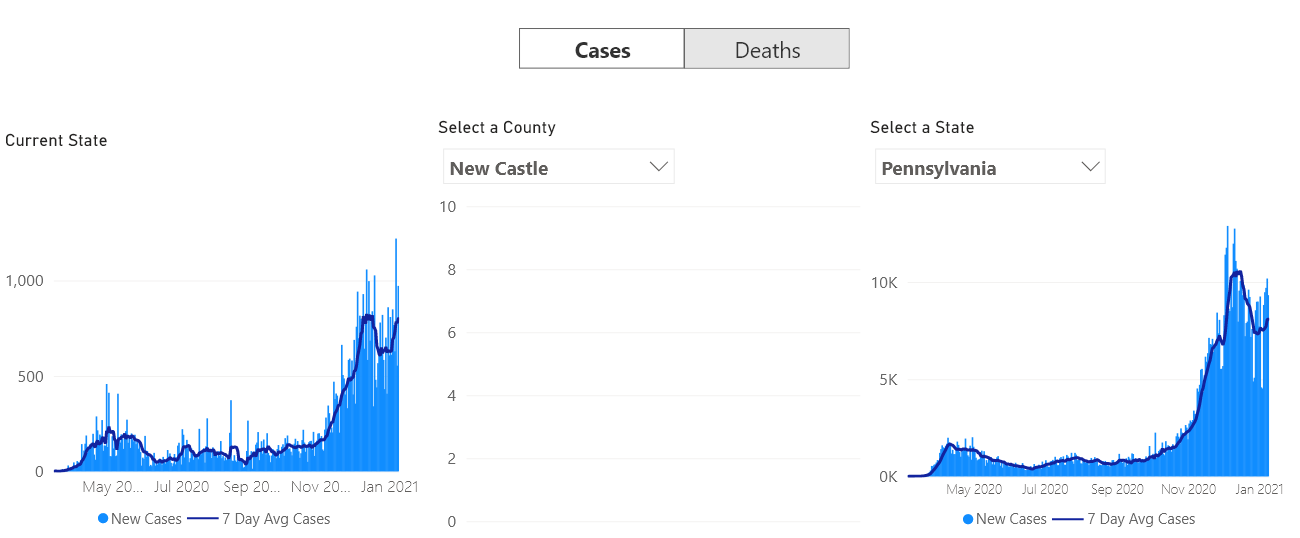 Cases Deaths
Current State
Select a County
New Castle
Select a State
Pennsylvania
1,000
500
0
May 20... Jul 2020 Sep 20... Nov 20... Jan 2021
New Cases 7 Day Avg Cases
10
8
6
4
2
0
10K
5K
0K
May 2020 Jul 2020 Sep 2020 Nov 2020 Jan 2021
New Cases 7 Day Avg Cases